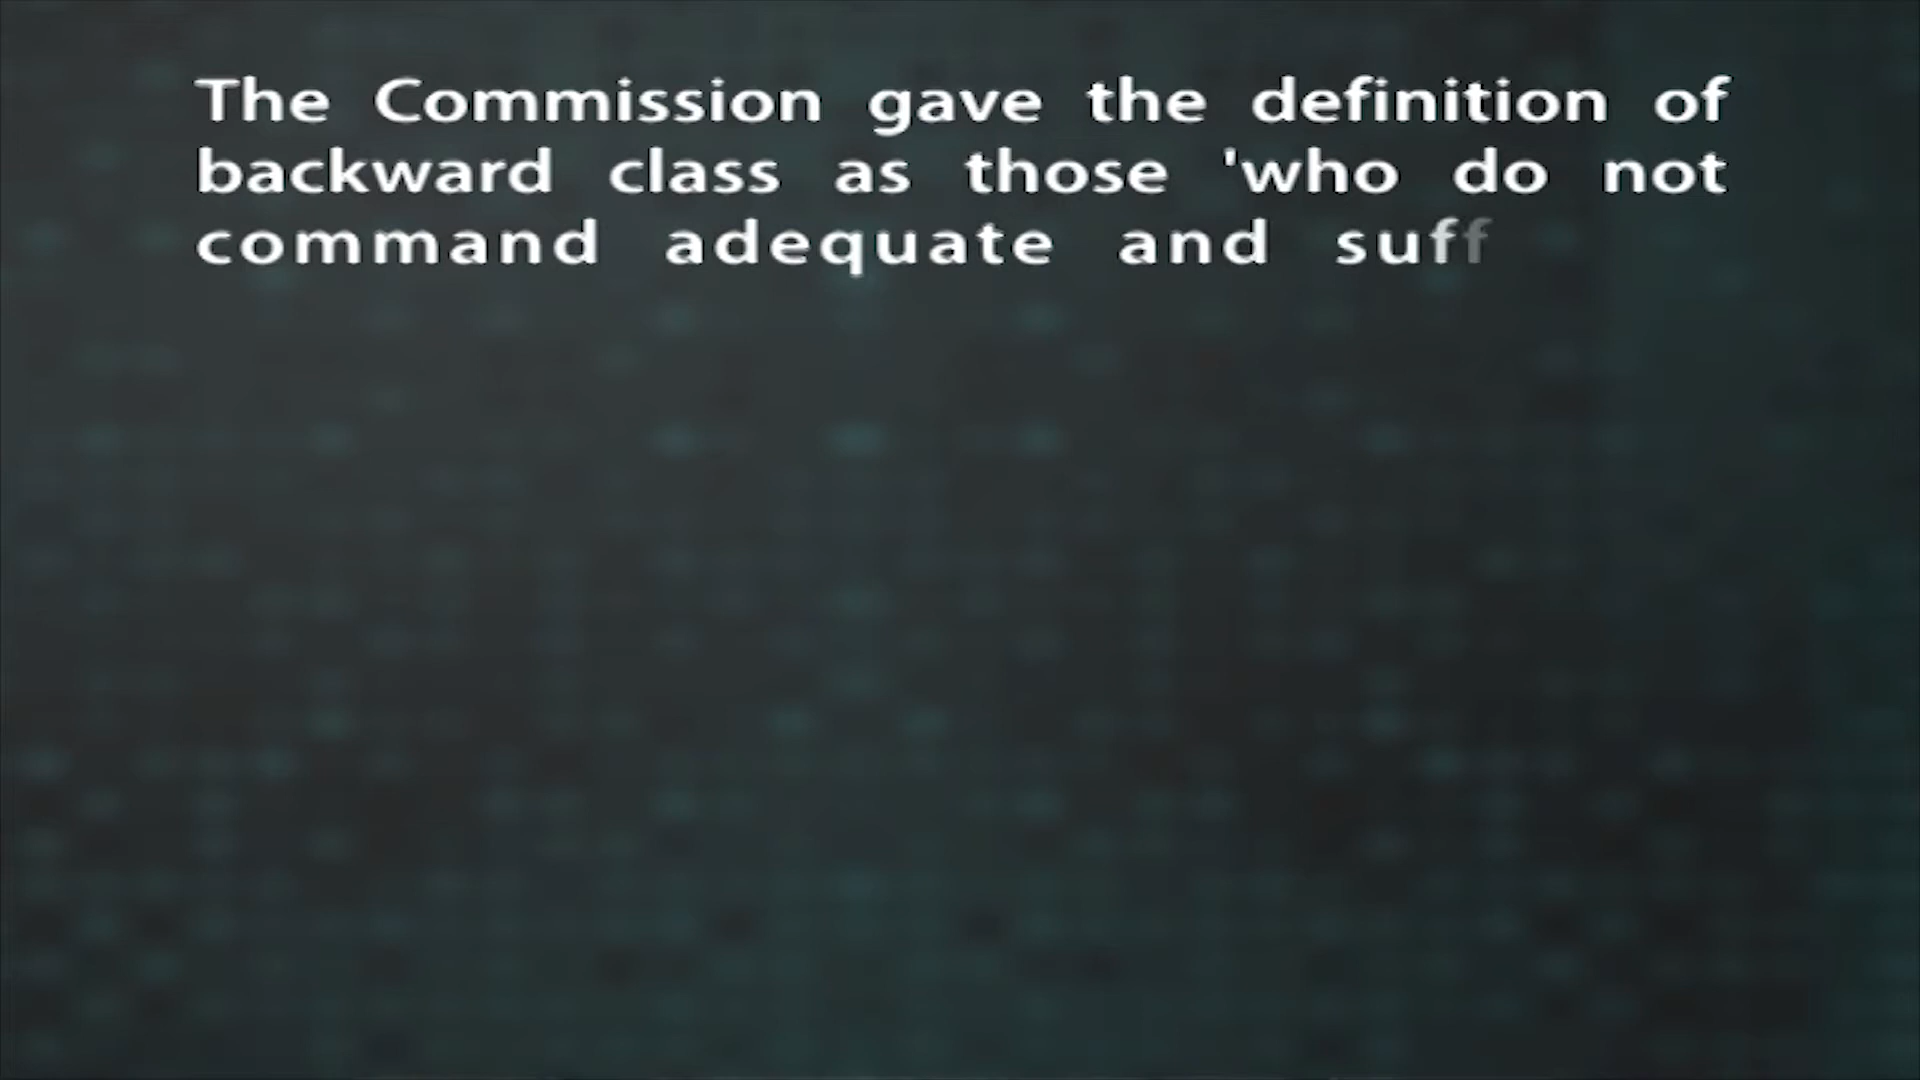 The Commission gave the definition of
backward class as those 'who do not
command adequate and suff